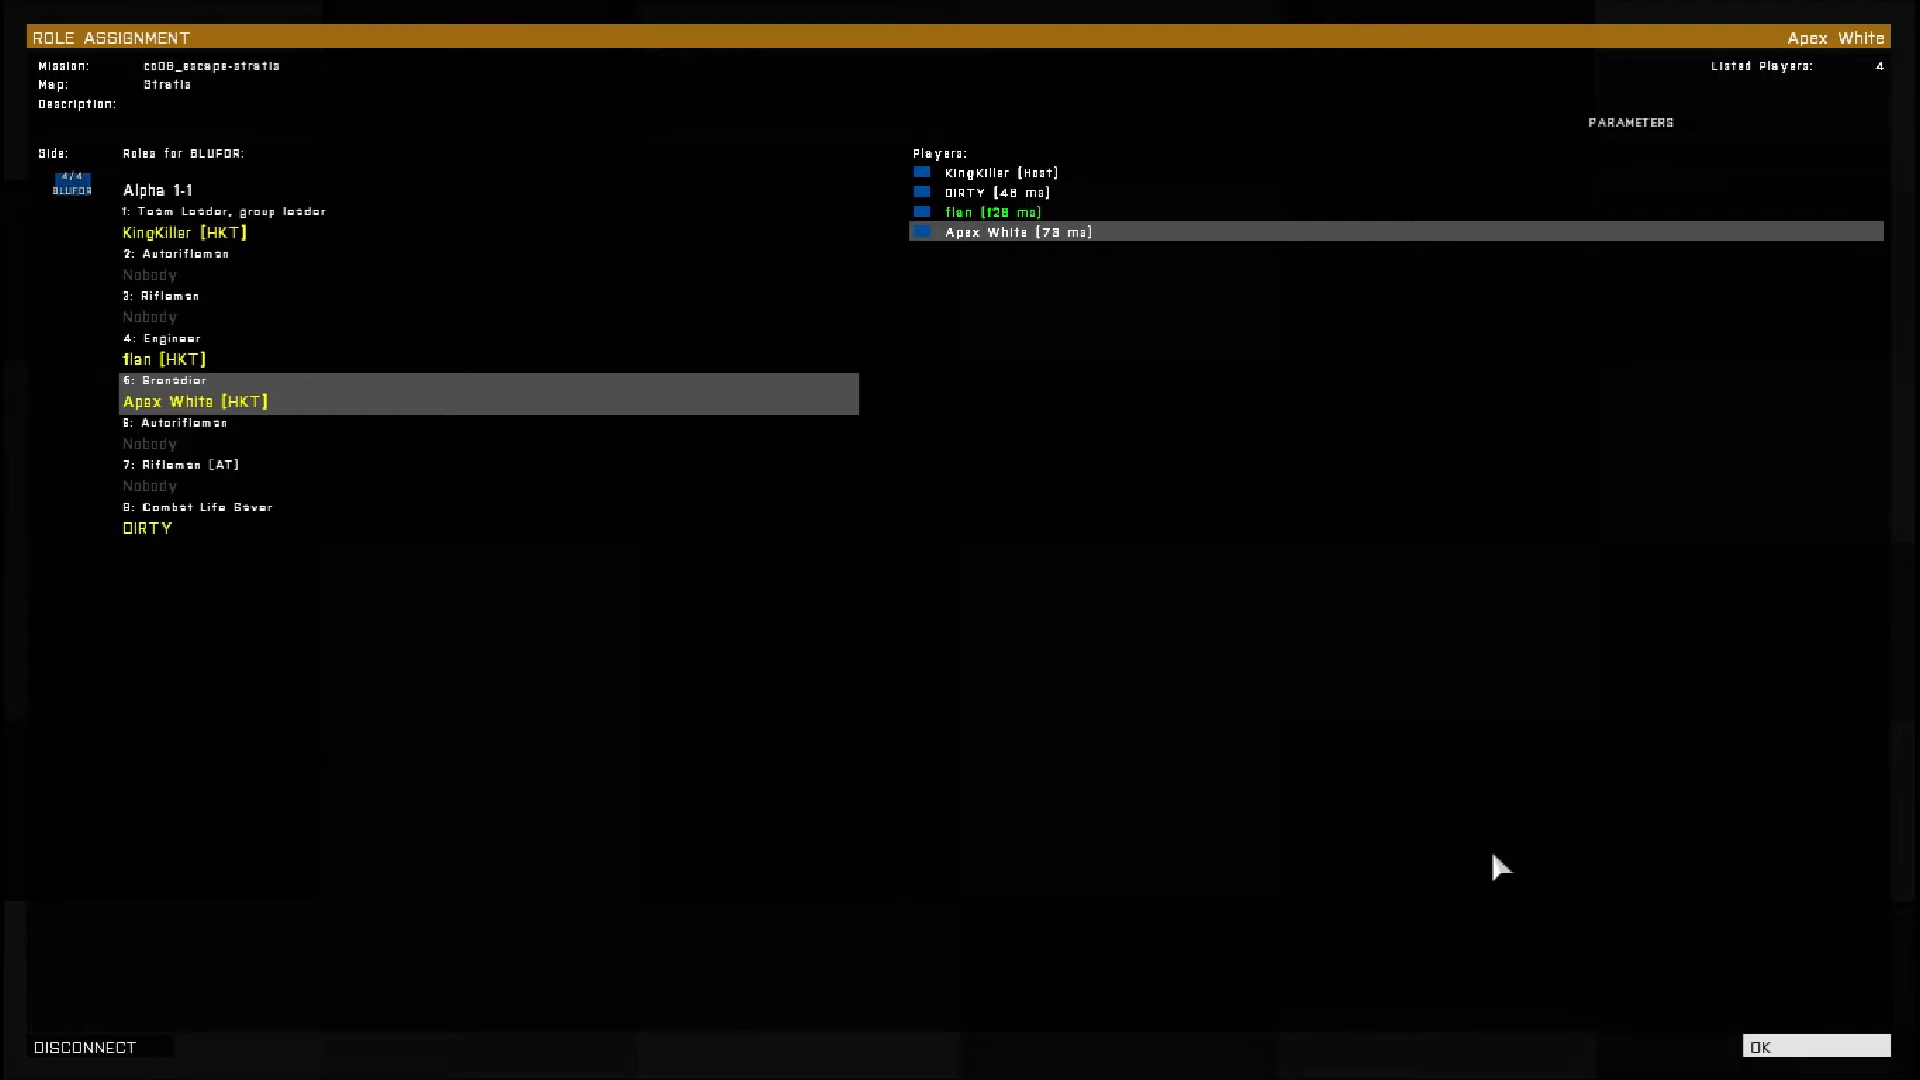 ROLE ASSIGNMENT
Apex White
Mission: co08_escape-stratis
Listed Players: 4
Map: Stratis
Description:
PARAMETERS
Side:
Roles for BLUFOR:
4/4
BLUFOR
Alpha 1-1
1: Team Leader, group leader
KingKiller [HKT]
2: Autorifleman
Nobody
3: Rifleman
Nobody
4: Engineer
flan [HKT]
5: Grenadier
Apex White [HKT]
6: Autorifleman
Nobody
7: Rifleman (AT)
Nobody
8: Combat Life Saver
DIRTY
Players:
KingKiller (Host)
DIRTY (48 ms)
flan (128 ms)
Apex White (73 ms)
DISCONNECT
OK